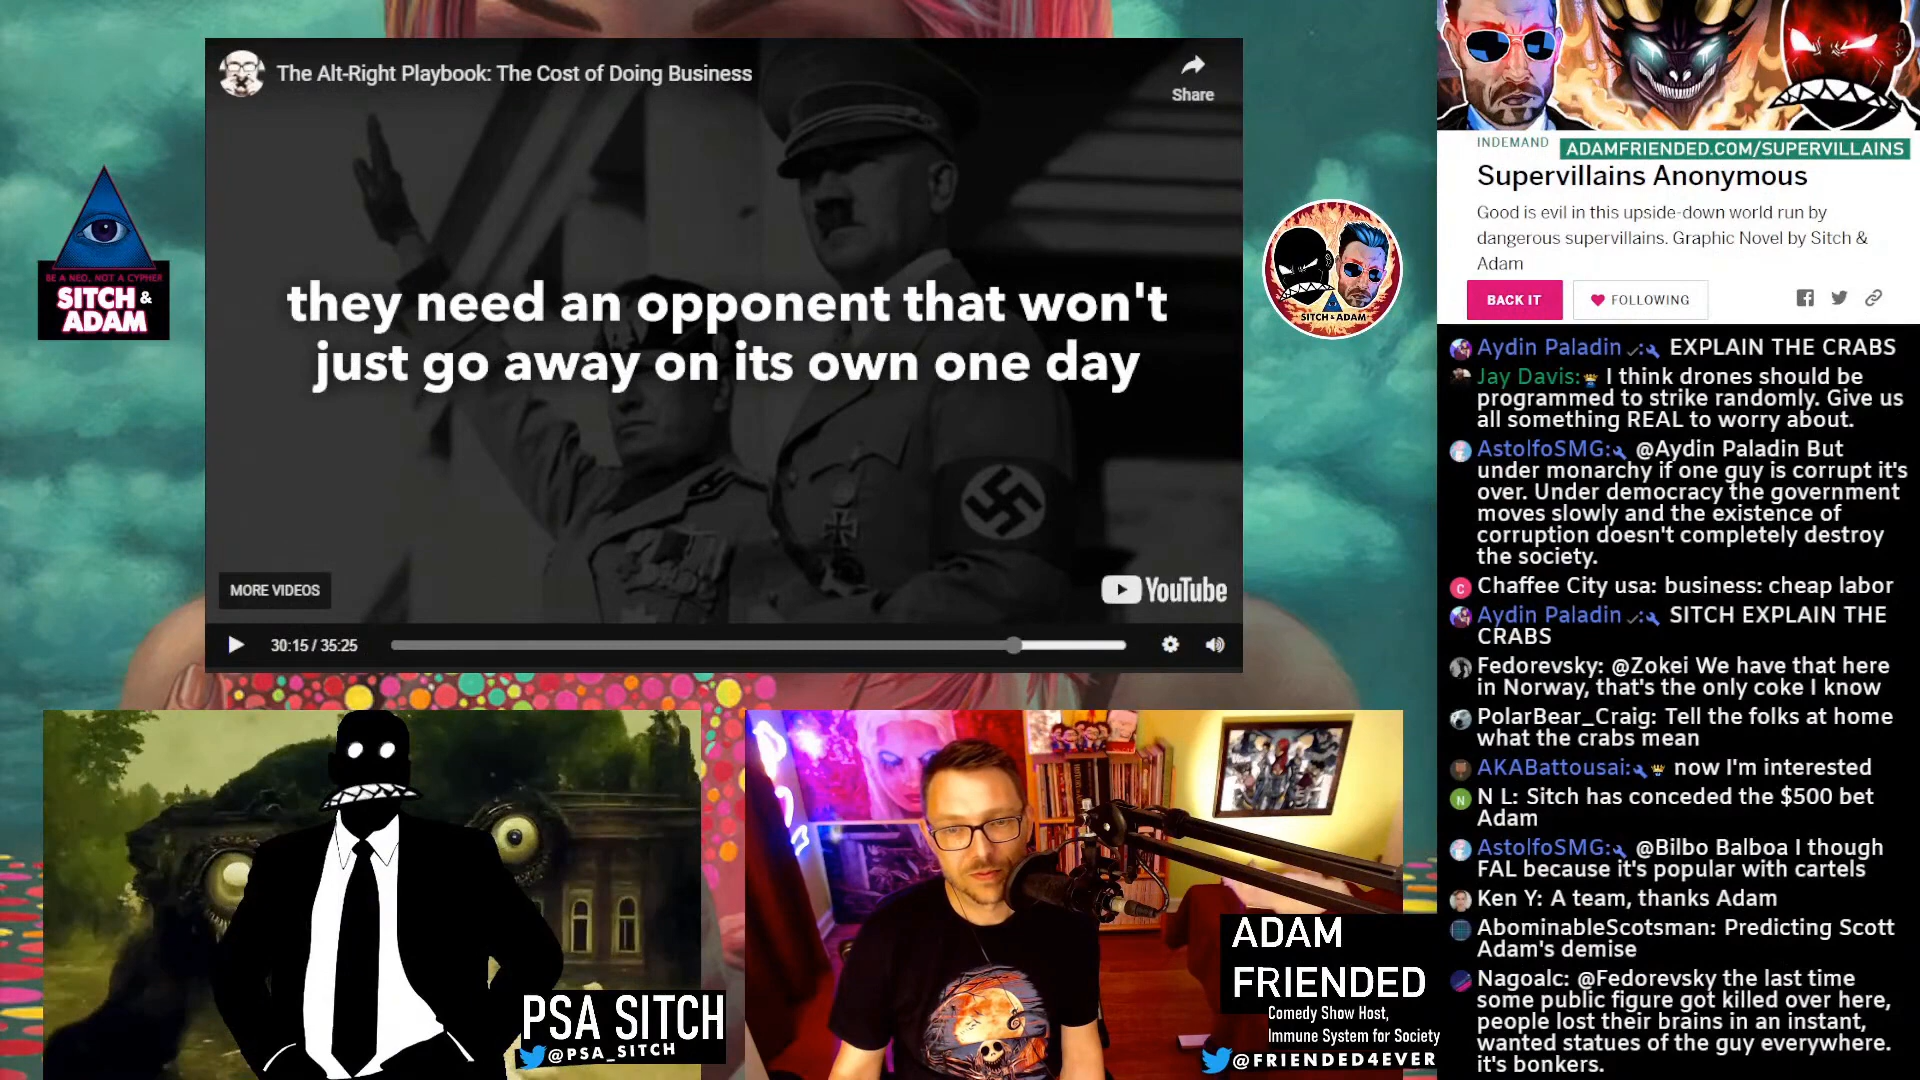 The Alt-Right Playbook: The Cost of Doing Business
Share
they need an opponent that won't
just go away on its own one day
MORE VIDEOS
YouTube
30:15 / 35:25
BE A NEO, NOT A CYPHER
SITCH &
ADAM
SITCH & ADAM
PSA SITCH
@PSA_SITCH
ADAM
FRIENDED
Comedy Show Host,
Immune System for Society
@FRIENDED4EVER
INDEMAND
ADAMFRIENDED.COM/SUPERVILLAINS
Supervillains Anonymous
Good is evil in this upside-down world run by
dangerous supervillains. Graphic Novel by Sitch &
Adam
BACK IT
FOLLOWING
Aydin Paladin : EXPLAIN THE CRABS
Jay Davis: I think drones should be
programmed to strike randomly. Give us
all something REAL to worry about.
AstolfoSMG: @Aydin Paladin But
under monarchy if one guy is corrupt it's
over. Under democracy the government
moves slowly and the existence of
corruption doesn't completely destroy
the society.
C Chaffee City usa: business: cheap labor
Aydin Paladin : SITCH EXPLAIN THE
CRABS
Fedorevsky: @Zokei We have that here
in Norway, that's the only coke I know
PolarBear_Craig: Tell the folks at home
what the crabs mean
AKABattousai: now I'm interested
N N L: Sitch has conceded the $500 bet
Adam
AstolfoSMG: @Bilbo Balboa I though
FAL because it's popular with cartels
Ken Y: A team, thanks Adam
AbominableScotsman: Predicting Scott
Adam's demise
Nagoalc: @Fedorevsky the last time
some public figure got killed over here,
people lost their brains in an instant,
wanted statues of the guy everywhere.
it's bonkers.